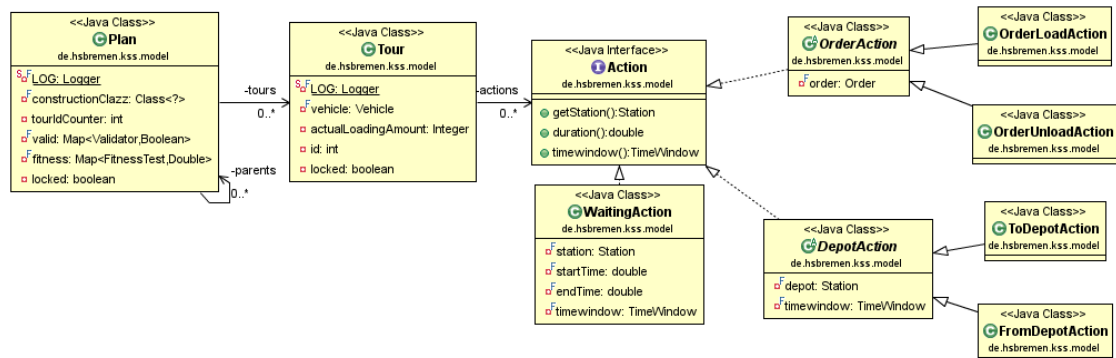 <<Java Class>>
Plan
de.hsbremen.kss.model
LOG: Logger
constructionClazz: Class<?>
tourIdCounter: int
valid: Map<Validator,Boolean>
fitness: Map<FitnessTest,Double>
locked: boolean
-tours
0..*
-parents
0..*
<<Java Class>>
Tour
de.hsbremen.kss.model
LOG: Logger
vehicle: Vehicle
actualLoadingAmount: Integer
id: int
locked: boolean
-actions
0..*
<<Java Interface>>
Action
de.hsbremen.kss.model
getStation():Station
duration():double
timewindow():TimeWindow
<<Java Class>>
WaitingAction
de.hsbremen.kss.model
station: Station
startTime: double
endTime: double
timewindow: TimeWindow
<<Java Class>>
OrderAction
de.hsbremen.kss.model
order: Order
<<Java Class>>
OrderLoadAction
de.hsbremen.kss.model
<<Java Class>>
OrderUnloadAction
de.hsbremen.kss.model
<<Java Class>>
DepotAction
de.hsbremen.kss.model
depot: Station
timewindow: TimeWindow
<<Java Class>>
ToDepotAction
de.hsbremen.kss.model
<<Java Class>>
FromDepotAction
de.hsbremen.kss.model